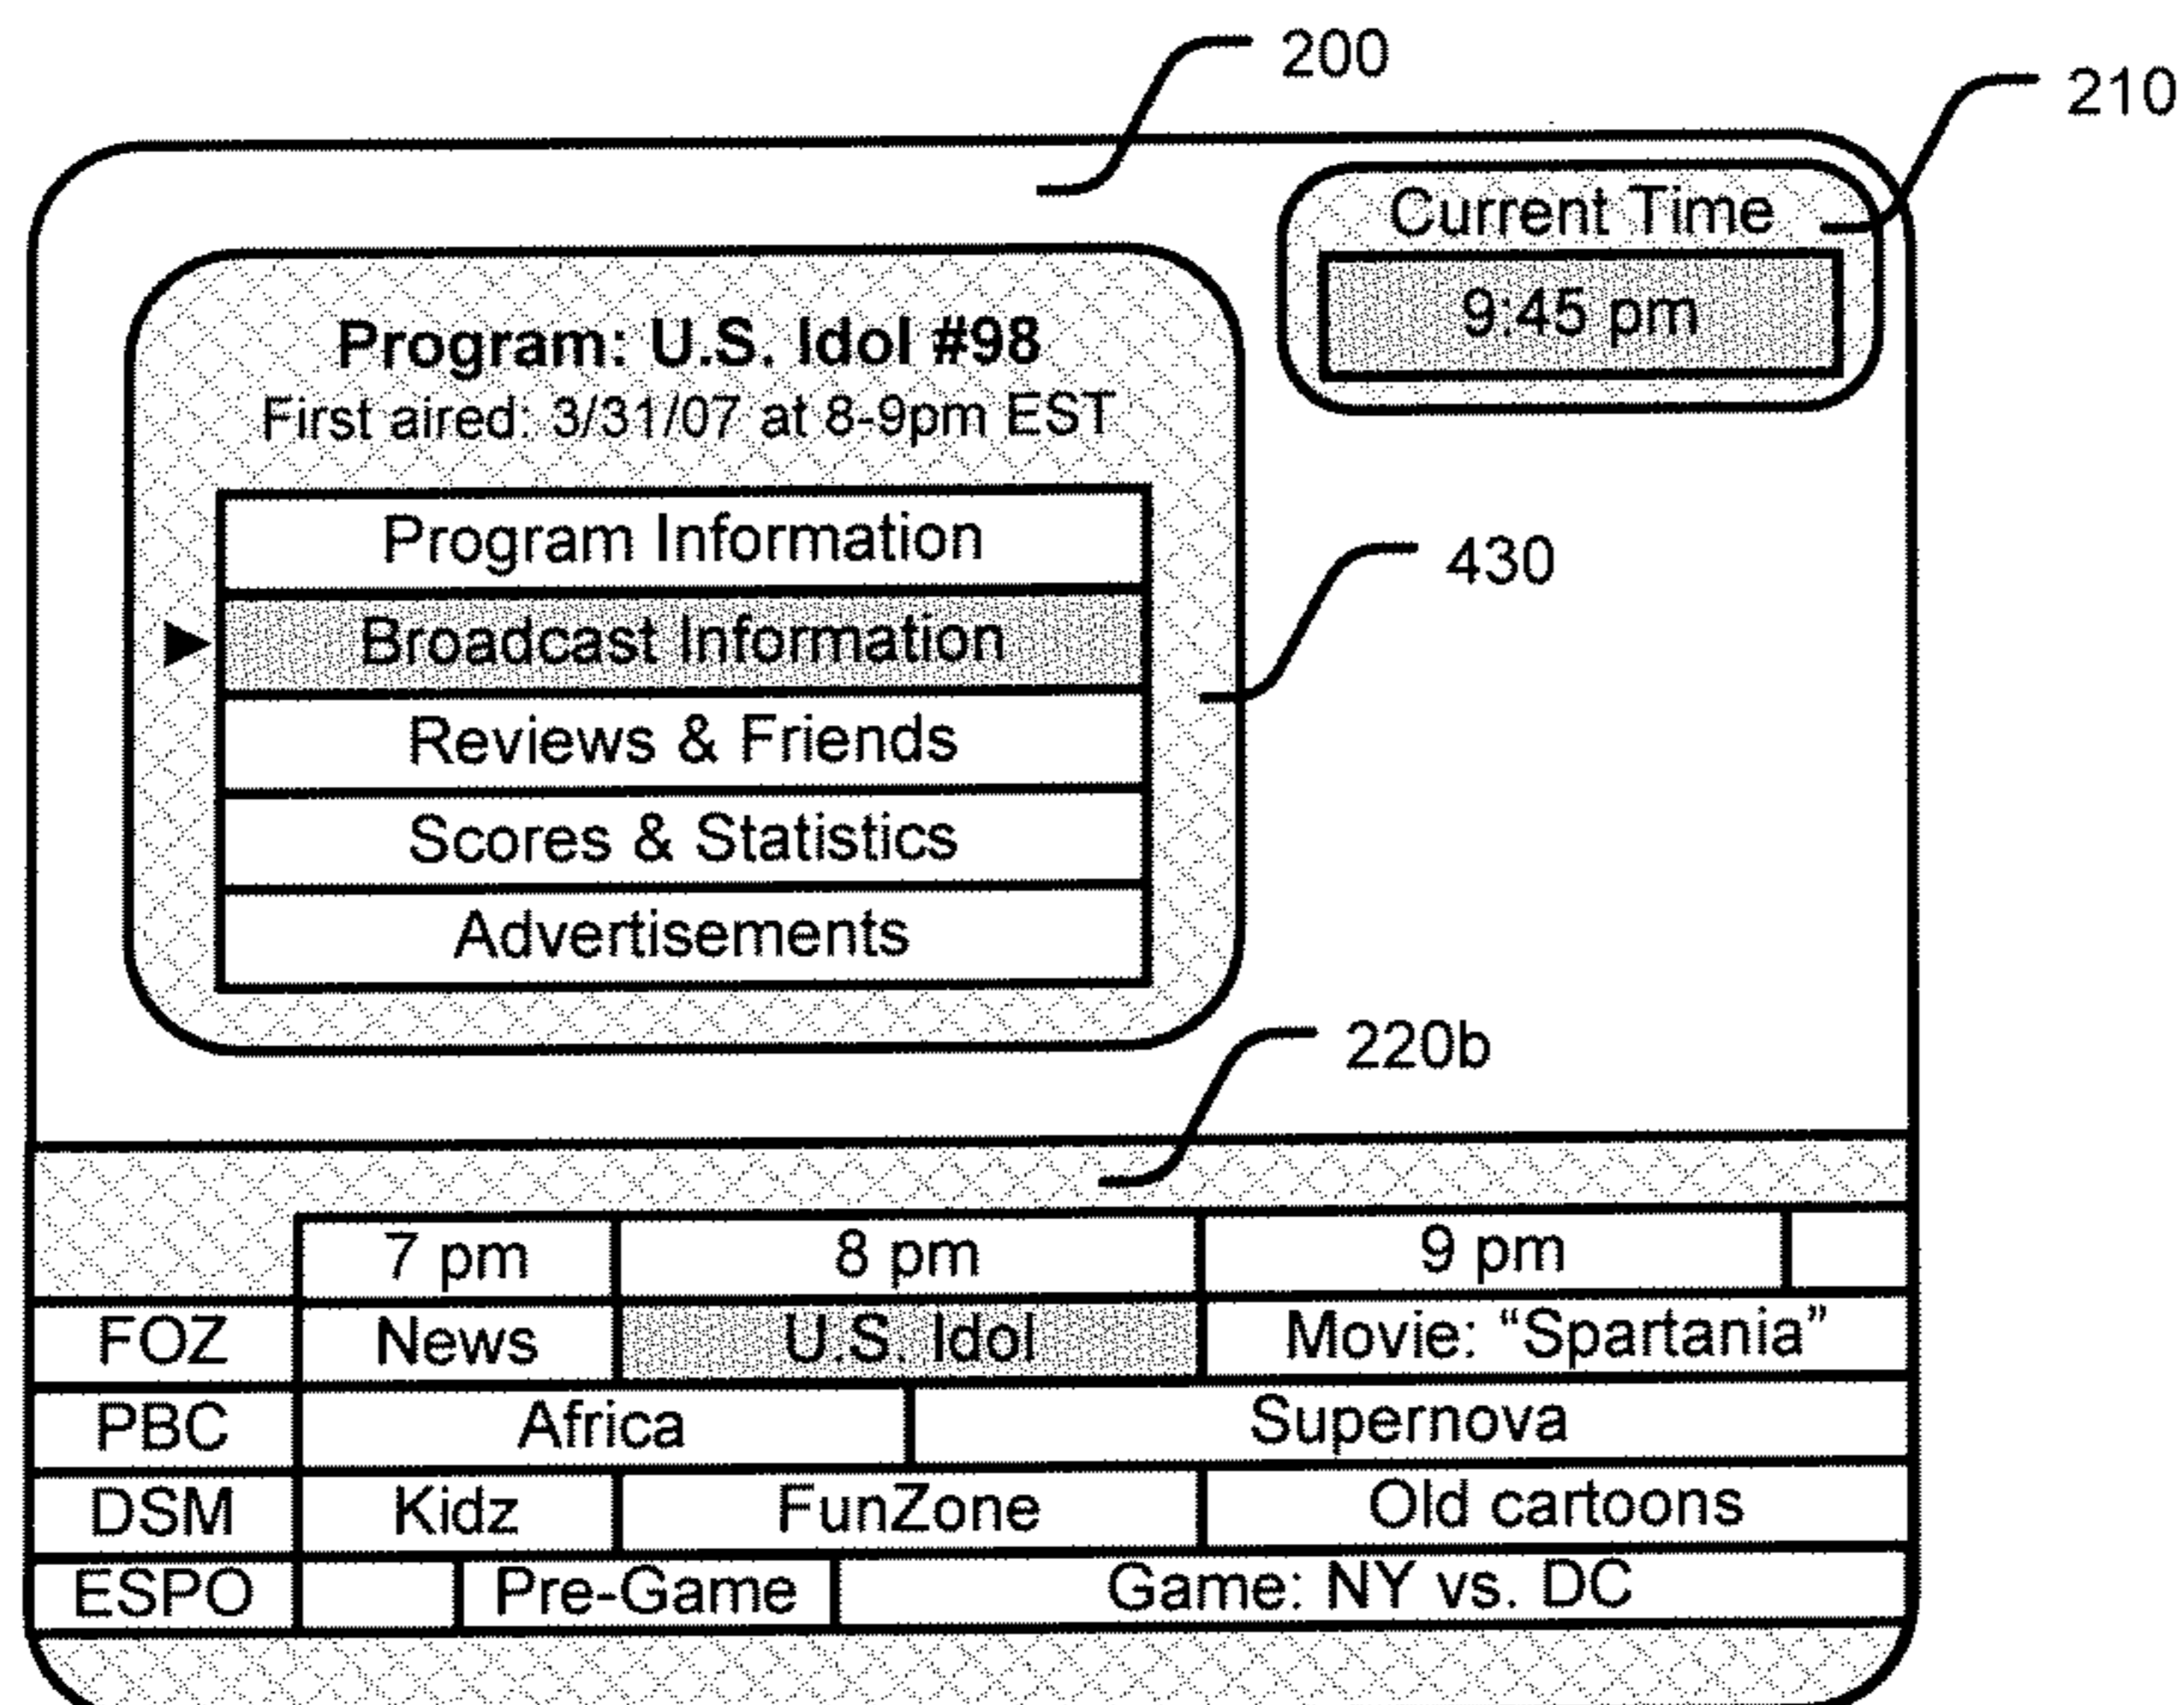 200
210
Current Time
9:45 pm
Program: U.S. Idol #98
First aired: 3/31/07 at 8-9pm EST
Program Information
430
Broadcast Information
Reviews & Friends
Scores & Statistics
Advertisements
220b
7 pm 8 pm 9 pm
FOZ News U.S. Idol Movie: “Spartania”
PBC Africa Supernova
DSM Kidz FunZone Old cartoons
ESPO Pre-Game Game: NY vs. DC